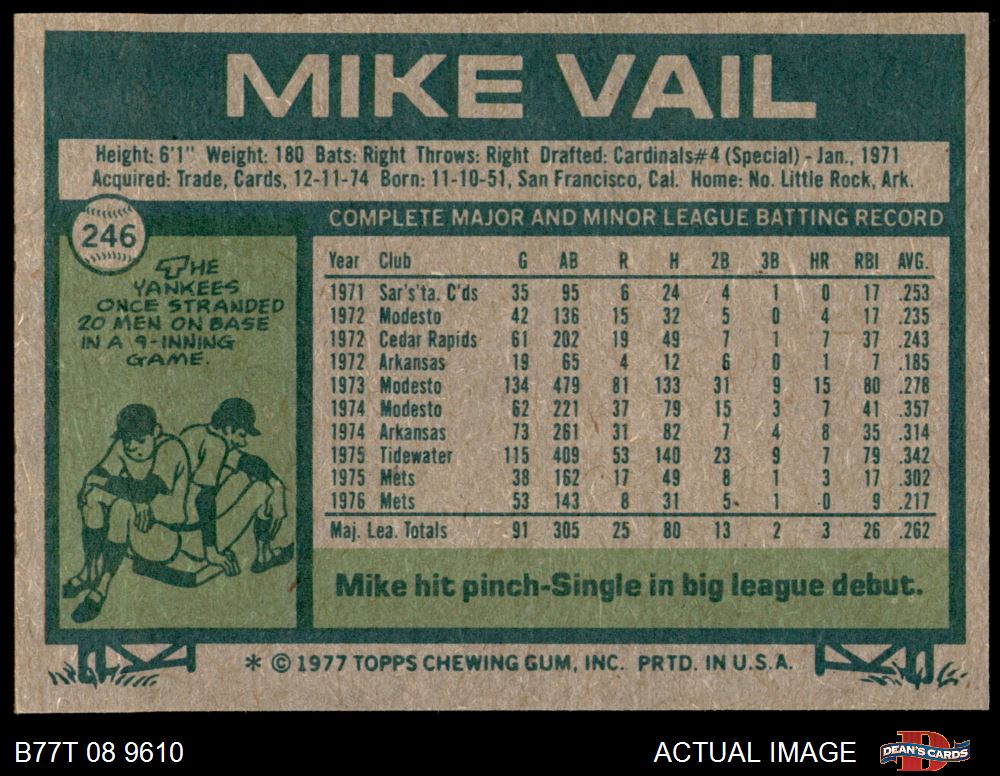 MIKE VAIL
Height: 6'1" Weight: 180 Bats: Right Throws: Right Drafted: Cardinals#4 (Special) - Jan., 1971
Acquired: Trade, Cards, 12-11-74 Born: 11-10-51, San Francisco, Cal. Home: No. Little Rock, Ark.
246
COMPLETE MAJOR AND MINOR LEAGUE BATTING RECORD
THE
YANKEES
ONCE STRANDED
20 MEN ON BASE
IN A 9-INNING
GAME.
Year Club G AB R H 2B 3B HR RBI AVG.
1971 Sar's'ta. C'ds 35 95 6 24 4 1 0 17 .253
1972 Modesto 42 136 15 32 5 0 4 17 .235
1972 Cedar Rapids 61 202 19 49 7 1 7 37 .243
1972 Arkansas 19 65 4 12 6 0 1 7 .185
1973 Modesto 134 479 81 133 31 9 15 80 .278
1974 Modesto 62 221 37 79 15 3 7 41 .357
1974 Arkansas 73 261 31 82 7 4 8 35 .314
1975 Tidewater 115 409 53 140 23 9 7 79 .342
1975 Mets 38 162 17 49 8 1 3 17 .302
1976 Mets 53 143 8 31 5 1 0 9 .217
Maj. Lea. Totals 91 305 25 80 13 2 3 26 .262
Mike hit pinch-Single in big league debut.
* © 1977 TOPPS CHEWING GUM, INC. PRTD. IN U.S.A.
B77T 08 9610
ACTUAL IMAGE
D
DEAN'S CARDS